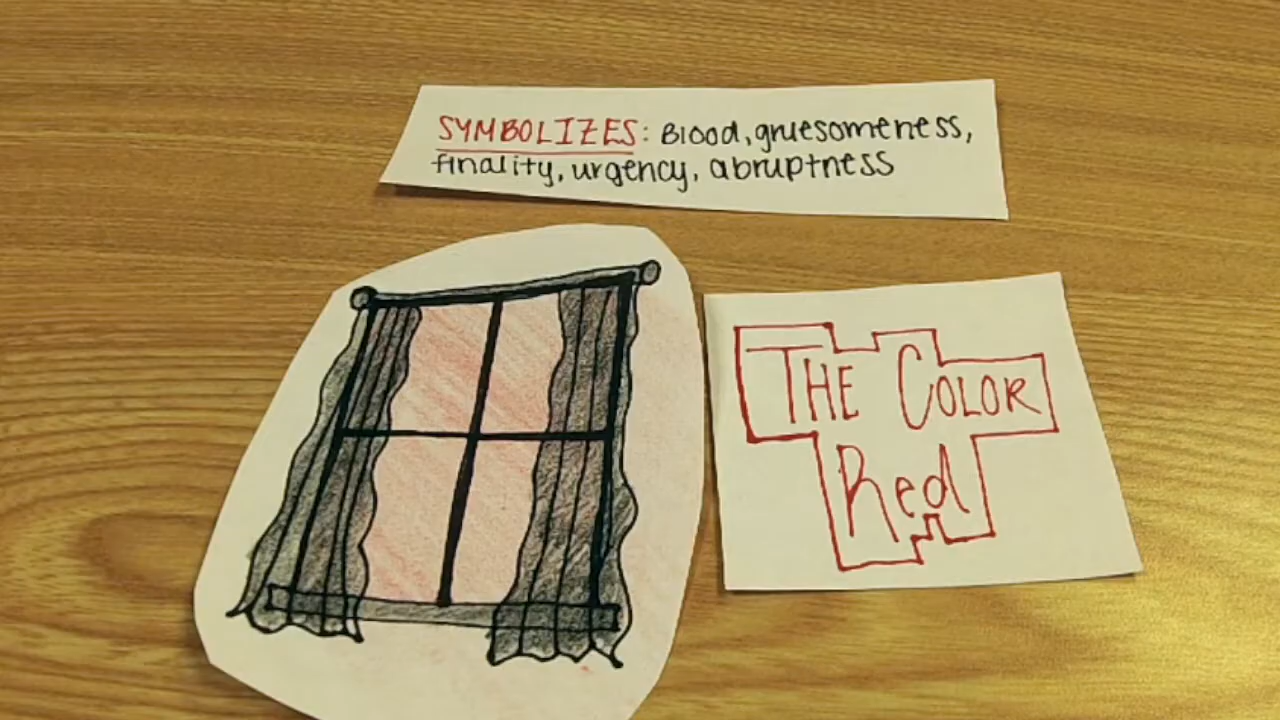 SYMBOLIZES: Blood, gruesomeness,
finality, urgency, abruptness
THE COLOR
Red